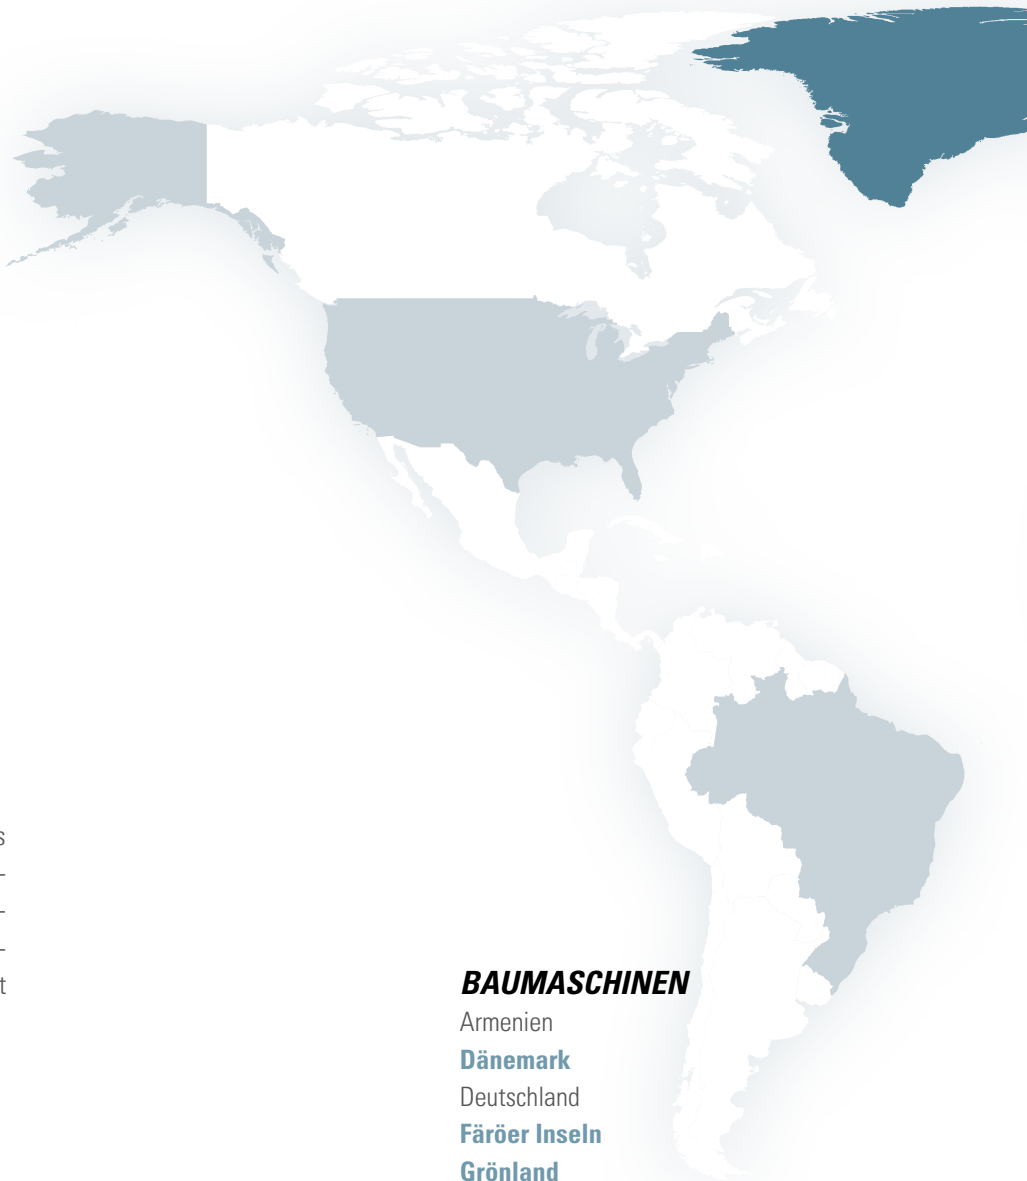 s
-
-
-
t
BAUMASCHINEN
Armenien
Dänemark
Deutschland
Färöer Inseln
Grönland